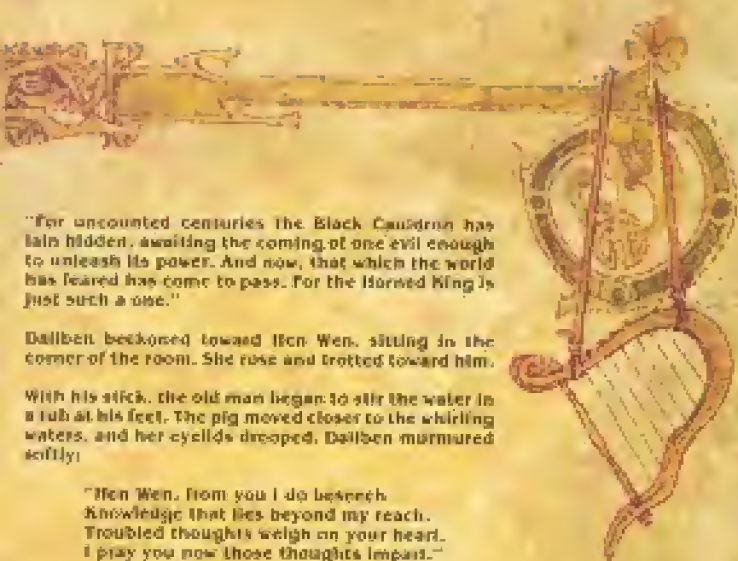 "For uncounted centuries the Black Cauldron has
lain hidden, awaiting the coming of one evil enough
to unleash its power. And now, that which the world
has feared has come to pass. For the Horned King is
just such a one."
Dallben beckoned toward Hen Wen, sitting in the
corner of the room. She rose and trotted toward him.
With his stick, the old man began to stir the water in
a tub at his feet. The pig moved closer to the whirling
waters, and her eyelids drooped. Dallben murmured
softly:
"Hen Wen, from you I do beseech
Knowledge that lies beyond my reach.
Troubled thoughts weigh on your heart.
I pray you now those thoughts impart."